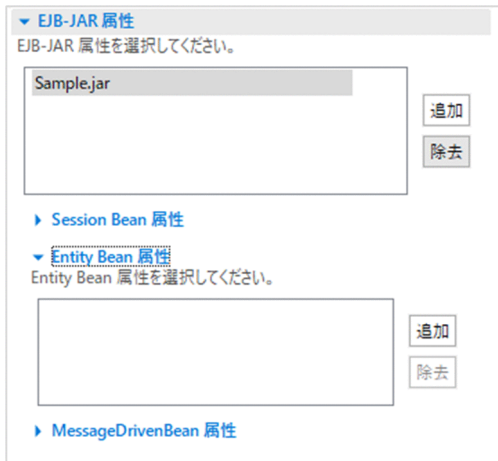 EJB-JAR 属性
EJB-JAR 属性を選択してください。
Sample.jar
追加
除去
Session Bean 属性
Entity Bean 属性
Entity Bean 属性を選択してください。
追加
除去
MessageDrivenBean 属性